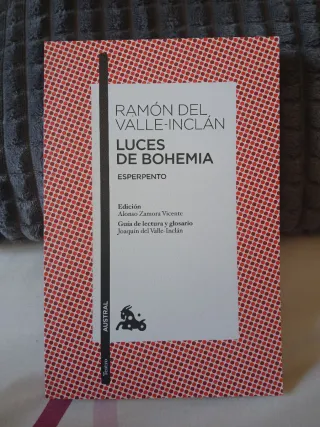 RAMÓN DEL
VALLE-INCLÁN
LUCES
DE BOHEMIA
ESPERPENTO
Edición
Alonso Zamora Vicente
Guía de lectura y glosario
Joaquín del Valle-Inclán
AUSTRAL
Teatro